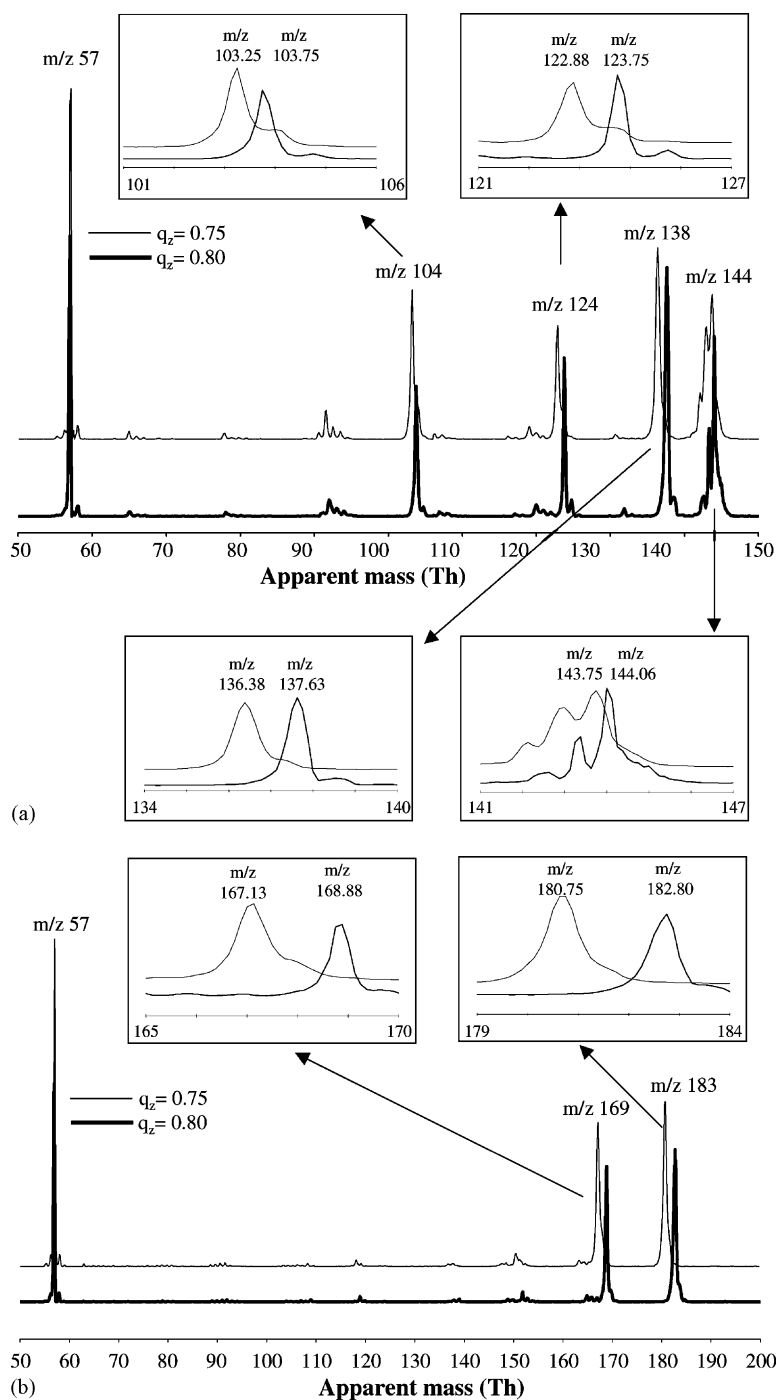 m/z m/z
103.25 103.75
101 106
m/z m/z
122.88 123.75
121 127
m/z 57
qz= 0.75
qz= 0.80
m/z 104
m/z 124
m/z 138
m/z 144
50 60 70 80 90 100 110 120 130 140 150
Apparent mass (Th)
m/z m/z
136.38 137.63
134 140
m/z m/z
143.75 144.06
141 147
(a)
m/z m/z
167.13 168.88
165 170
m/z m/z
180.75 182.80
179 184
m/z 57
qz= 0.75
qz= 0.80
m/z 169
m/z 183
50 60 70 80 90 100 110 120 130 140 150 160 170 180 190 200
(b)
Apparent mass (Th)